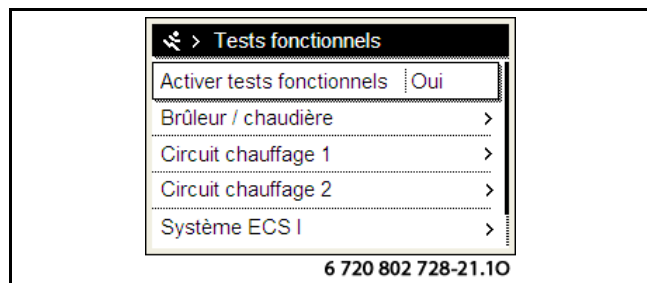 > Tests fonctionnels
Activer tests fonctionnels Oui
Brûleur / chaudière >
Circuit chauffage 1 >
Circuit chauffage 2 >
Système ECS I >
6 720 802 728-21.1O